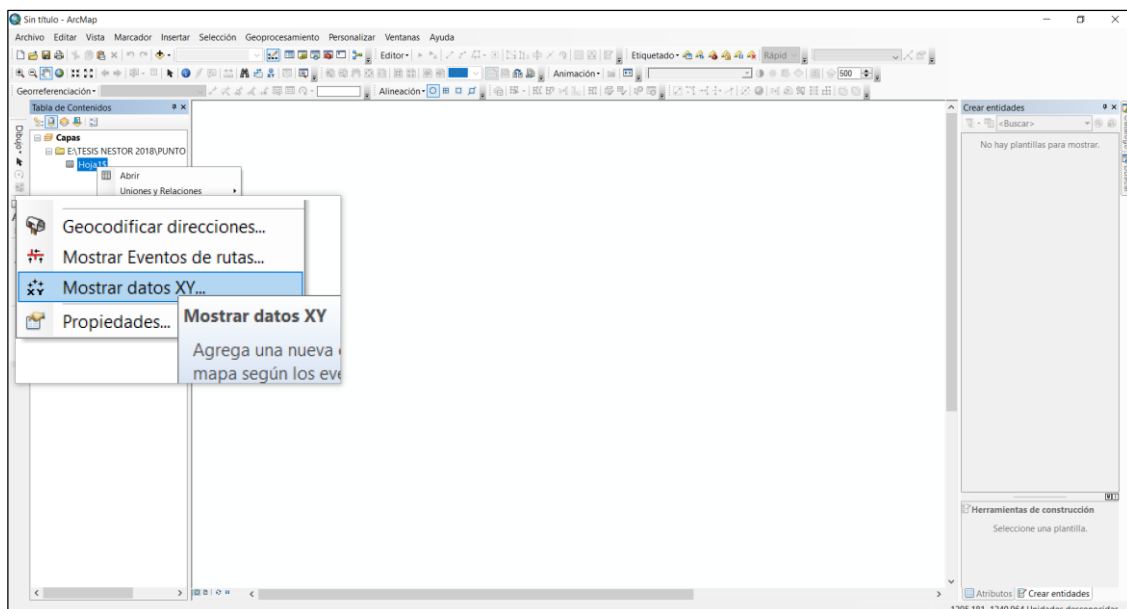 Sin título - ArcMap
Archivo Editar Vista Marcador Insertar Selección Geoprocesamiento Personalizar Ventanas Ayuda
Editor Etiquetado Rápid
Animación 500
Georreferenciación Alineación
Tabla de Contenidos
Crear entidades
Dibujo
<Buscar>
Capas
No hay plantillas para mostrar.
E:\TESIS NESTOR 2018\PUNTO
Hoja1$
Abrir
Uniones y Relaciones
Geocodificar direcciones...
Mostrar Eventos de rutas...
Mostrar datos XY...
Mostrar datos XY
Propiedades...
Agrega una nueva
mapa según los eve
Herramientas de construcción
Seleccione una plantilla.
Atributos Crear entidades